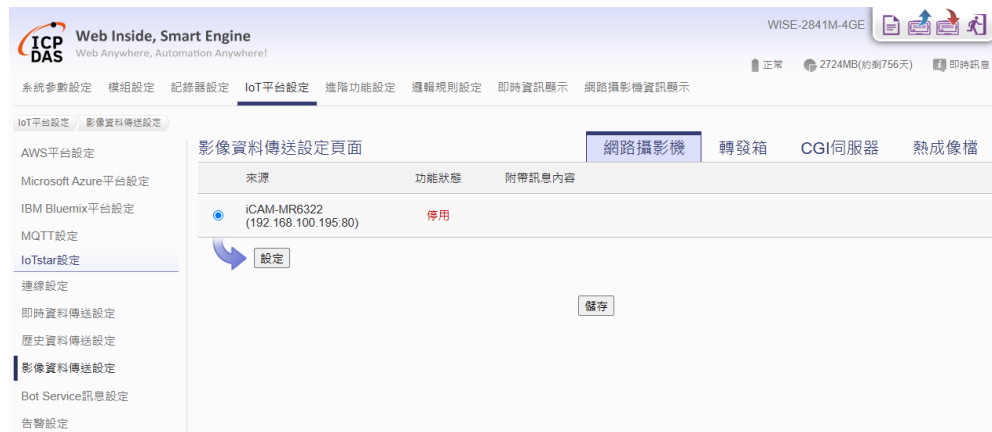 WISE-2841M-4GE
ICP DAS
Web Inside, Smart Engine
Web Anywhere, Automation Anywhere!
正常 2724MB(約剩756天) 即時訊息
系統參數設定 模組設定 記錄器設定 IoT平台設定 進階功能設定 邏輯規則設定 即時資訊顯示 網路攝影機資訊顯示
IoT平台設定 影像資料傳送設定
AWS平台設定
Microsoft Azure平台設定
IBM Bluemix平台設定
MQTT設定
IoTstar設定
連線設定
即時資料傳送設定
歷史資料傳送設定
影像資料傳送設定
Bot Service訊息設定
告警設定
影像資料傳送設定頁面 網路攝影機 轉發箱 CGI伺服器 熱成像檔
來源 功能狀態 附帶訊息內容
iCAM-MR6322
(192.168.100.195:80) 停用
設定
儲存